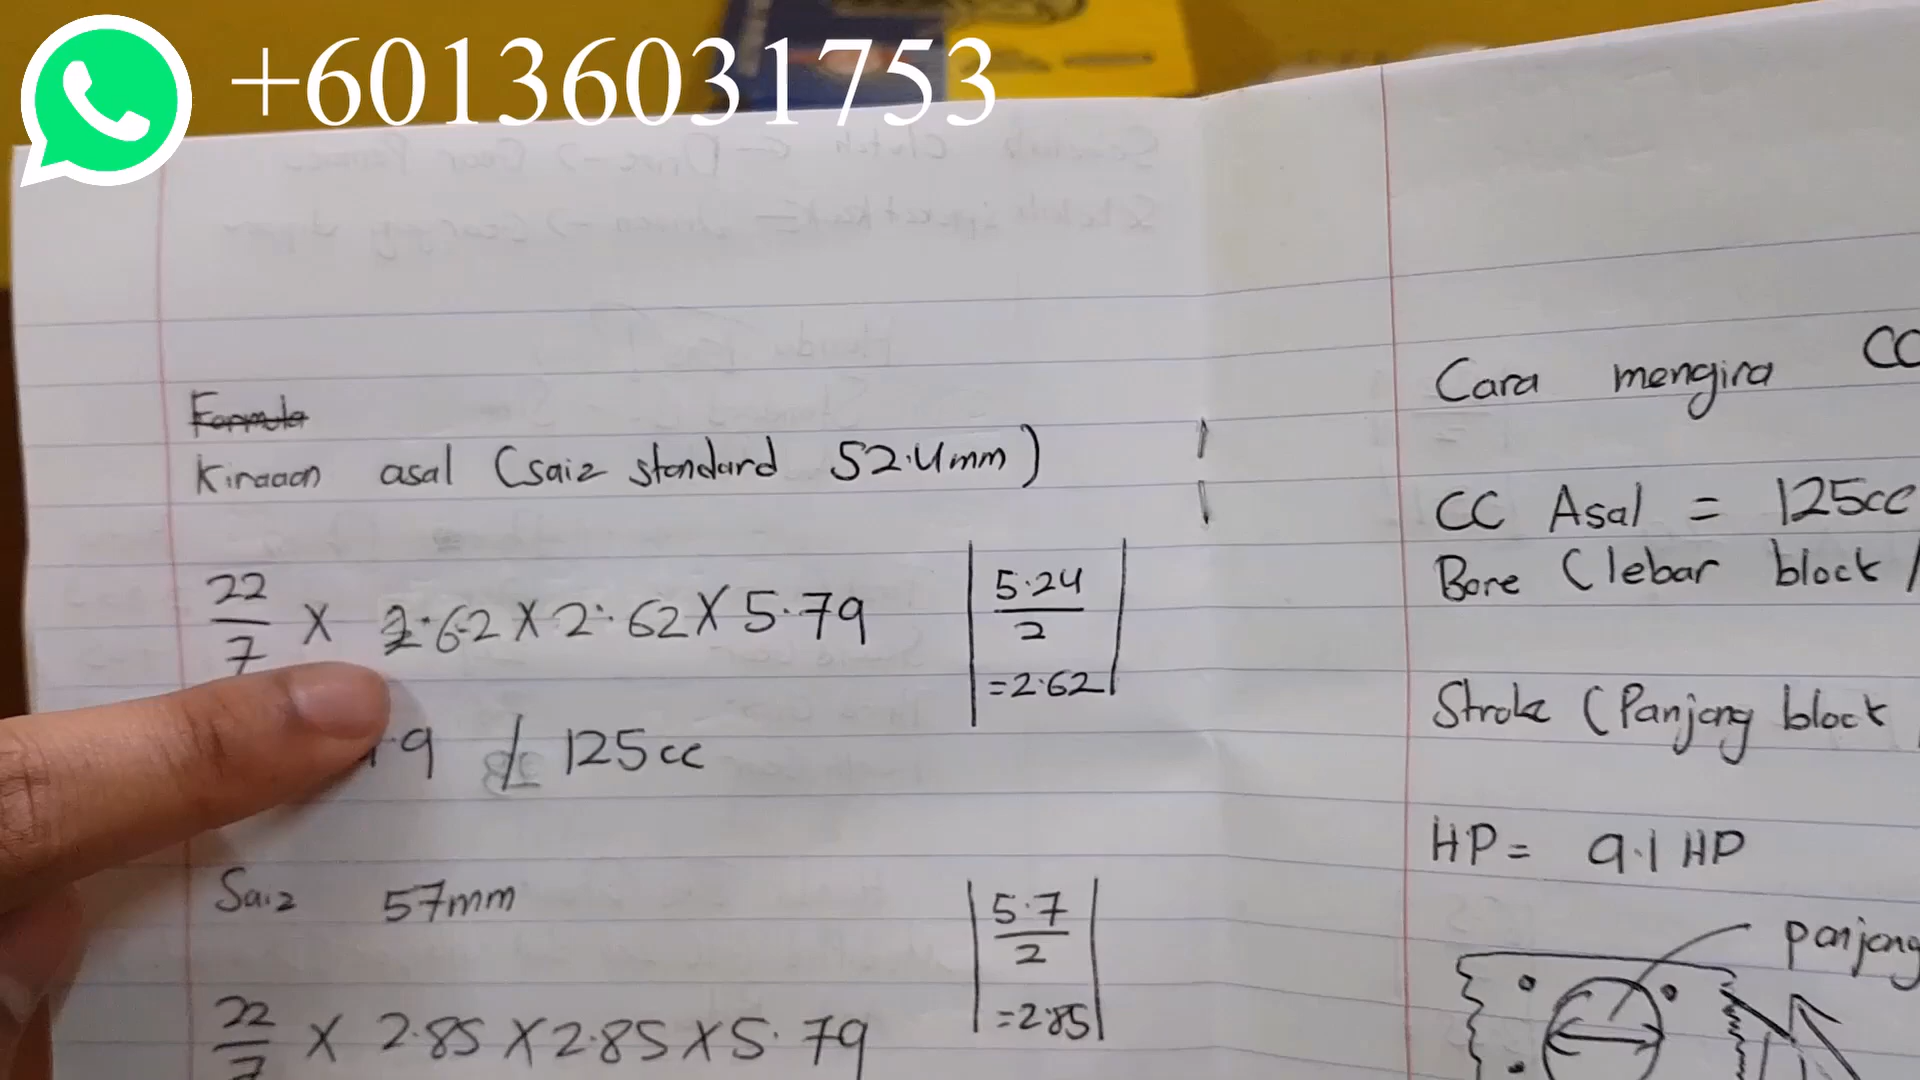 +60136031753
Formula
Kiraaan asal (saiz standard 52.4mm)
22/7 X 2.62 X 2.62 X 5.79
5.24/2
=2.62
9 / 125cc
Saiz 57mm
5.7/2
=2.85
22/7 X 2.85 X 2.85 X 5.79
Cara mengira CC
CC Asal = 125cc
Bore (lebar block /
Stroke (Panjang block
HP = 9.1 HP
panjang